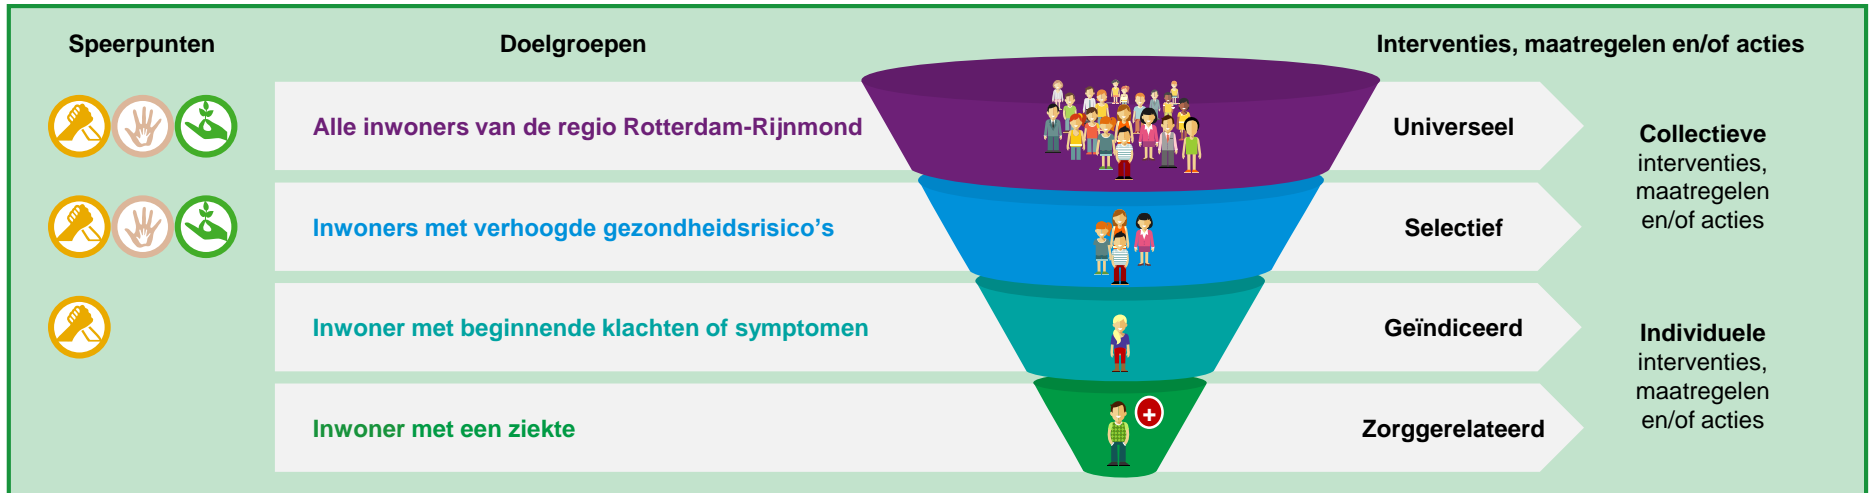 Speerpunten
Doelgroepen
Interventies, maatregelen en/of acties
Alle inwoners van de regio Rotterdam-Rijnmond
Universeel
Inwoners met verhoogde gezondheidsrisico’s
Selectief
Collectieve
interventies,
maatregelen
en/of acties
Inwoner met beginnende klachten of symptomen
Geïndiceerd
Inwoner met een ziekte
Zorggerelateerd
Individuele
interventies,
maatregelen
en/of acties